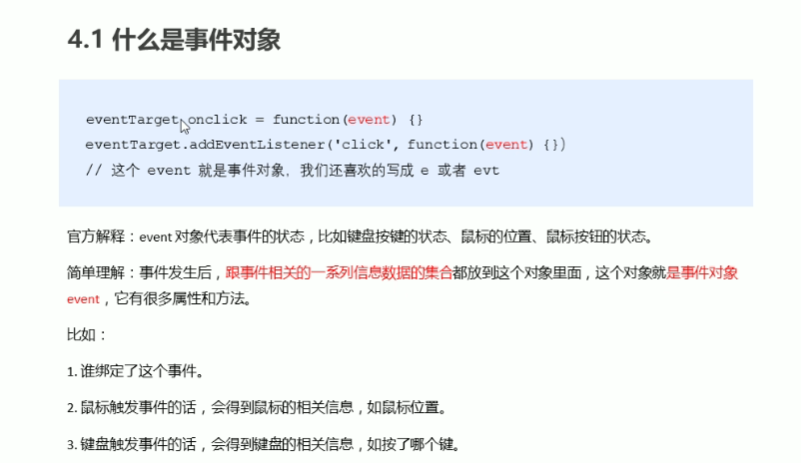 4.1 什么是事件对象
eventTarget.onclick = function(event) {}
eventTarget.addEventListener('click', function(event) {})
// 这个 event 就是事件对象，我们还喜欢的写成 e 或者 evt
官方解释：event 对象代表事件的状态，比如键盘按键的状态、鼠标的位置、鼠标按钮的状态。
简单理解：事件发生后，跟事件相关的一系列信息数据的集合都放到这个对象里面，这个对象就是事件对象
event，它有很多属性和方法。
比如：
1. 谁绑定了这个事件。
2. 鼠标触发事件的话，会得到鼠标的相关信息，如鼠标位置。
3. 键盘触发事件的话，会得到键盘的相关信息，如按了哪个键。